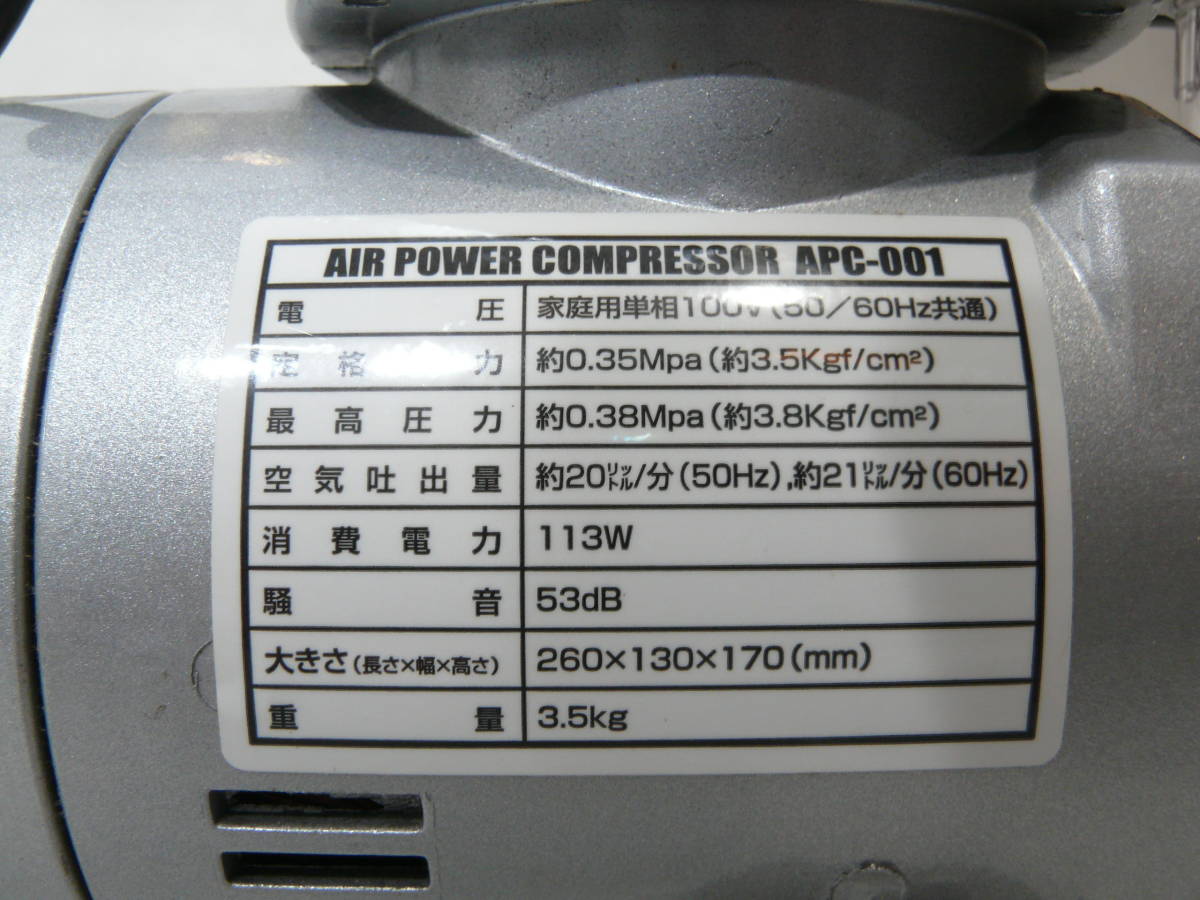 AIR POWER COMPRESSOR APC-001
電圧 家庭用単相100V(50/60Hz共通)
定格 力 約0.35Mpa(約3.5Kgf/cm²)
最高圧力 約0.38Mpa(約3.8Kgf/cm²)
空気吐出量 約20リットル/分(50Hz),約21リットル/分(60Hz)
消費電力 113W
騒音 53dB
大きさ(長さ×幅×高さ) 260×130×170(mm)
重量 3.5kg